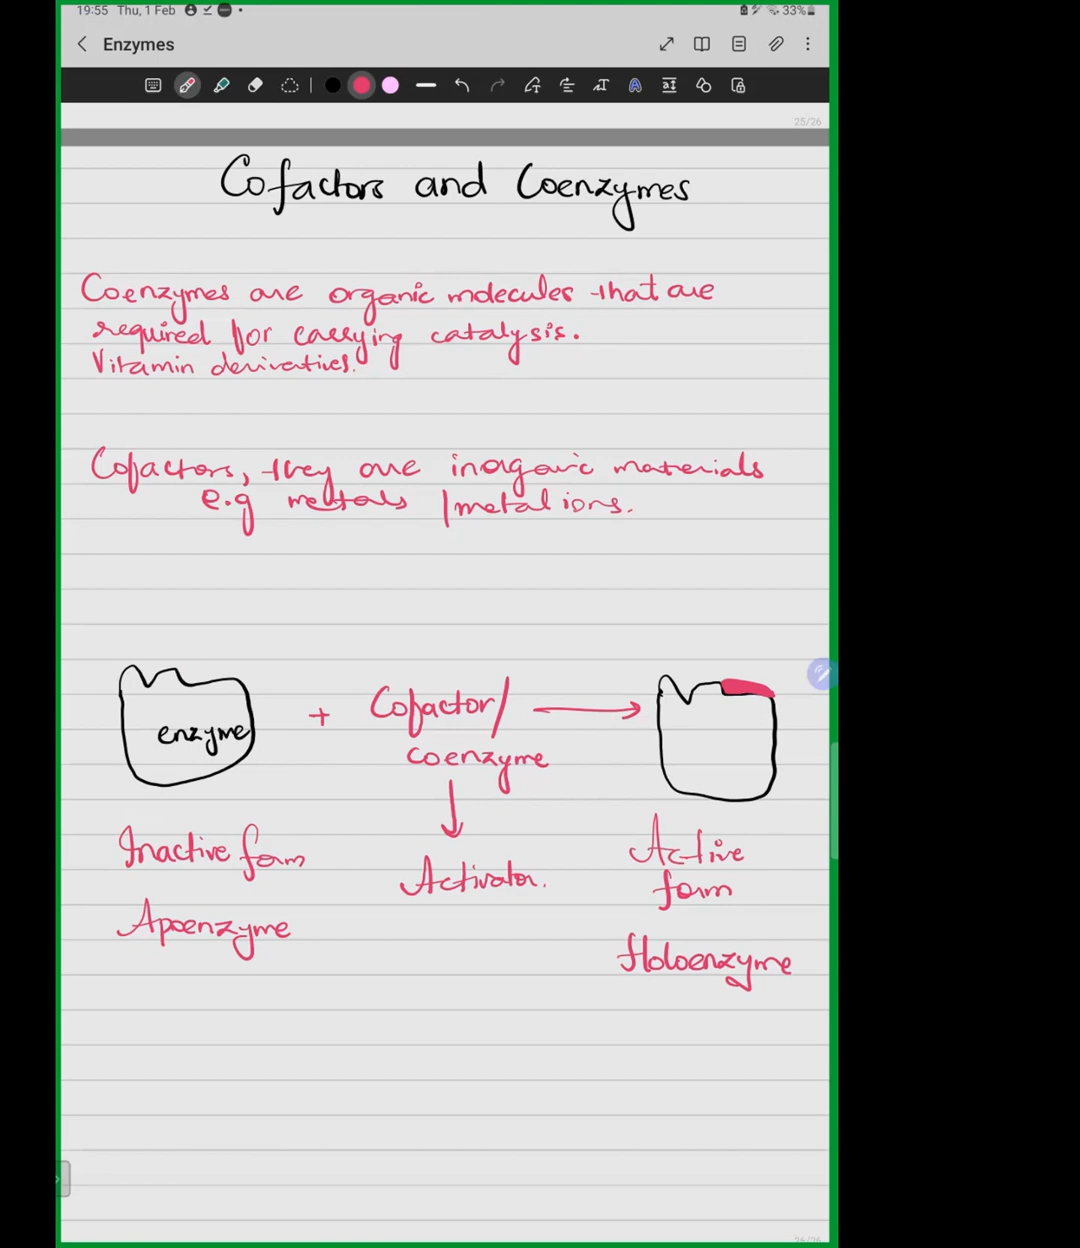 19:55 Thu, 1 Feb
33%
Enzymes
25/26
Cofactors and Coenzymes
Coenzymes are organic molecules that are
required for carrying catalysis.
Vitamin derivatives.
Cofactors, they are inorganic materials
e.g metals /metal ions.
enzyme + Cofactor/
coenzyme
Inactive form
Activator.
Active
form
Apoenzyme
Holoenzyme
26/26